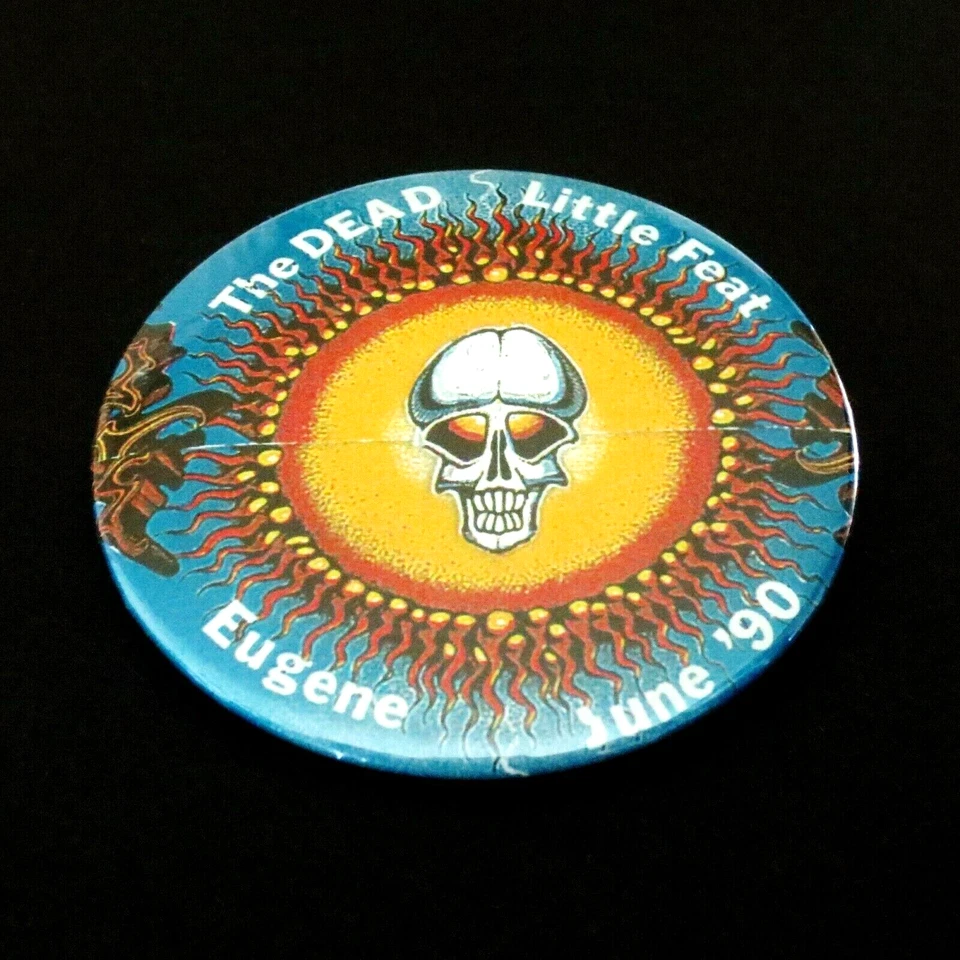 The DEAD
Little Feat
Eugene
June '90